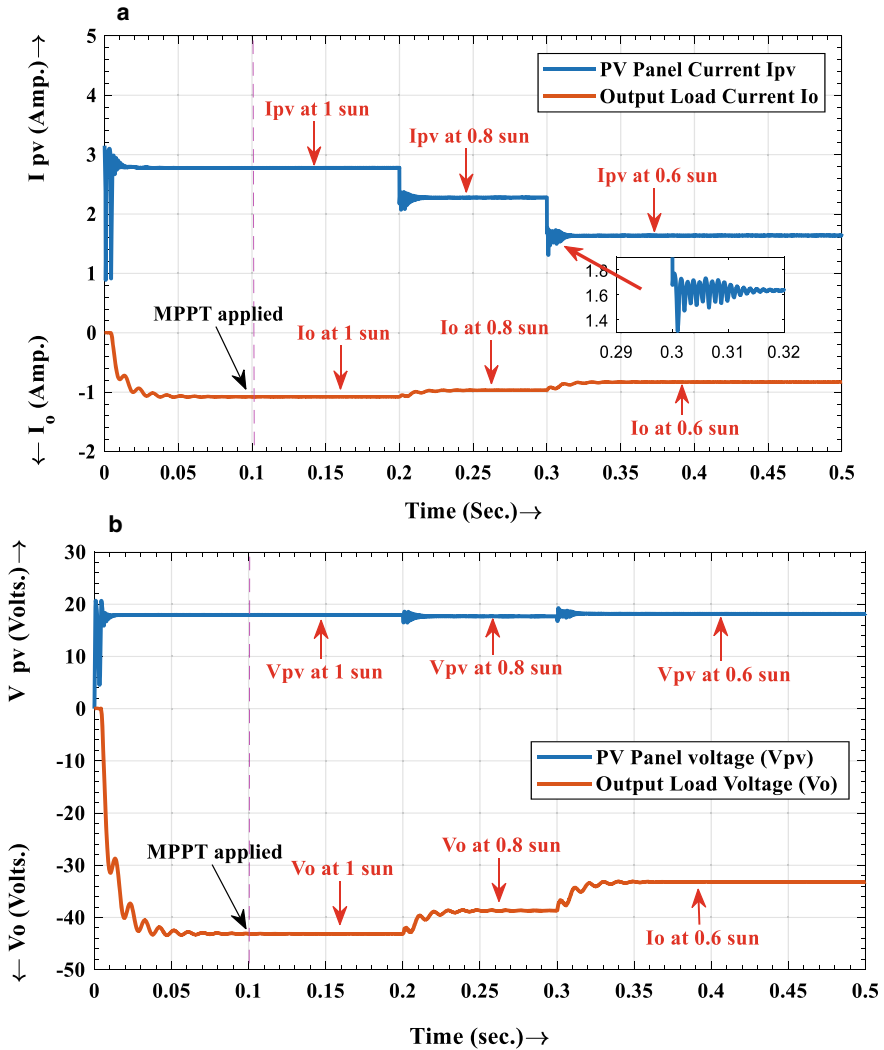 a
I pv (Amp.) →
← I_o (Amp.)
5
4
3
2
1
0
-1
-2
PV Panel Current Ipv
Output Load Current Io
Ipv at 1 sun
Ipv at 0.8 sun
Ipv at 0.6 sun
1.8
1.6
1.4
0.29
0.3
0.31
0.32
MPPT applied
Io at 1 sun
Io at 0.8 sun
Io at 0.6 sun
0 0.05 0.1 0.15 0.2 0.25 0.3 0.35 0.4 0.45 0.5
Time (Sec.)→
b
V pv (Volts.) →
← Vo (Volts.)
30
20
10
0
-10
-20
-30
-40
-50
Vpv at 1 sun
Vpv at 0.8 sun
Vpv at 0.6 sun
PV Panel voltage (Vpv)
Output Load Voltage (Vo)
MPPT applied
Vo at 1 sun
Vo at 0.8 sun
Io at 0.6 sun
0 0.05 0.1 0.15 0.2 0.25 0.3 0.35 0.4 0.45 0.5
Time (sec.)→